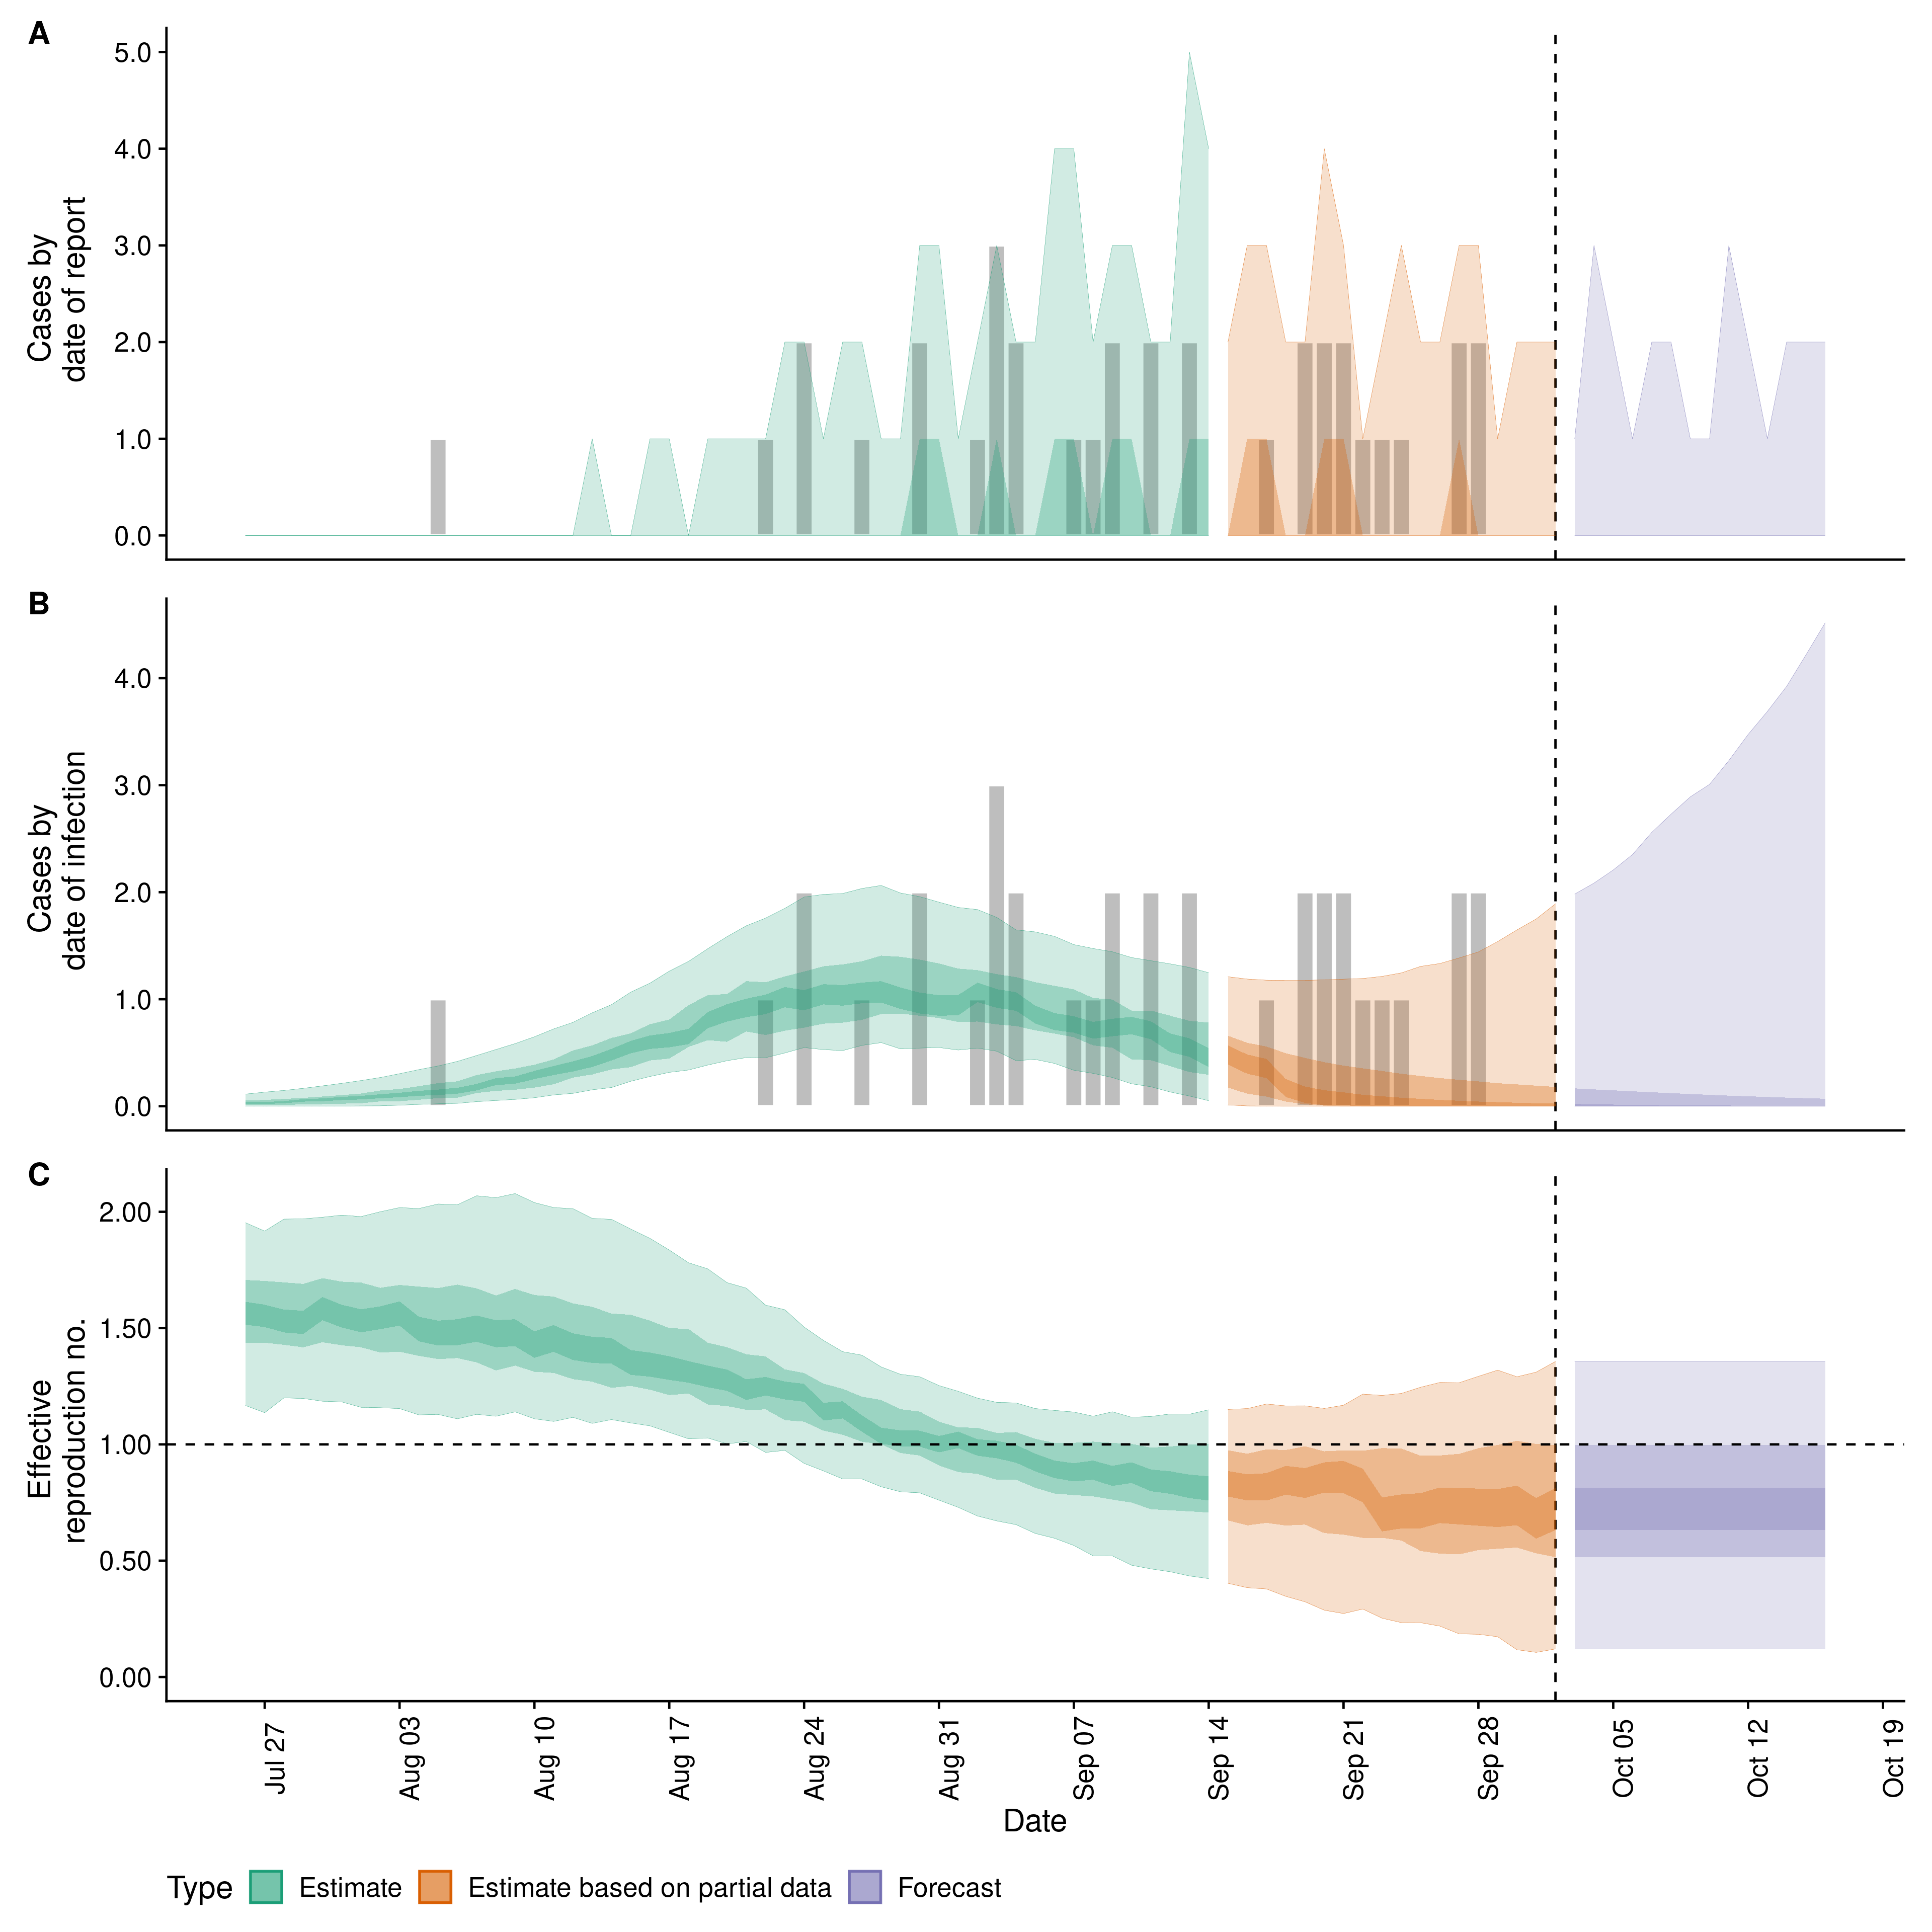 A
5.0
4.0
3.0
2.0
1.0
0.0
Cases by
date of report
B
4.0
3.0
2.0
1.0
0.0
Cases by
date of infection
C
2.00
1.50
1.00
0.50
0.00
Effective
reproduction no.
Jul 27
Aug 03
Aug 10
Aug 17
Aug 24
Aug 31
Sep 07
Sep 14
Sep 21
Sep 28
Oct 05
Oct 12
Oct 19
Date
Type
Estimate
Estimate based on partial data
Forecast